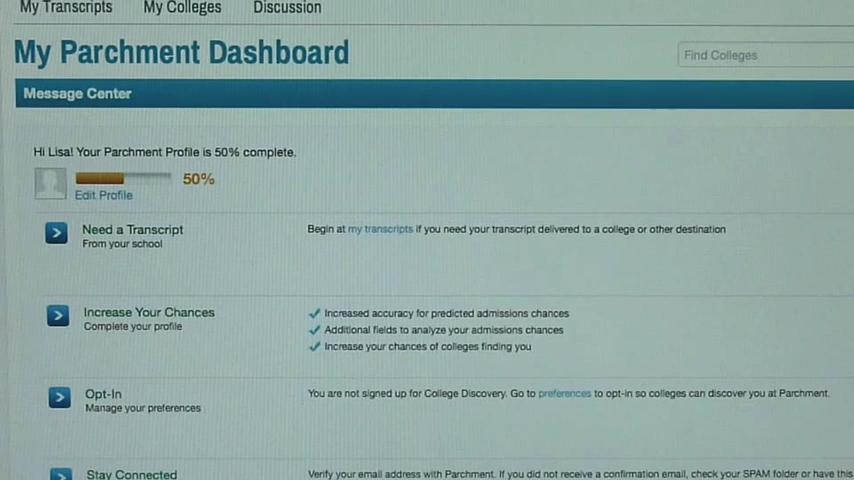 My Transcripts My Colleges Discussion
My Parchment Dashboard
Find Colleges
Message Center
Hi Lisa! Your Parchment Profile is 50% complete.
50%
Edit Profile
Need a Transcript
From your school
Begin at my transcripts if you need your transcript delivered to a college or other destination
Increase Your Chances
Complete your profile
Increased accuracy for predicted admissions chances
Additional fields to analyze your admissions chances
Increase your chances of colleges finding you
Opt-In
Manage your preferences
You are not signed up for College Discovery. Go to preferences to opt-in so colleges can discover you at Parchment.
Stay Connected
Verify your email address with Parchment. If you did not receive a confirmation email, check your SPAM folder or have this